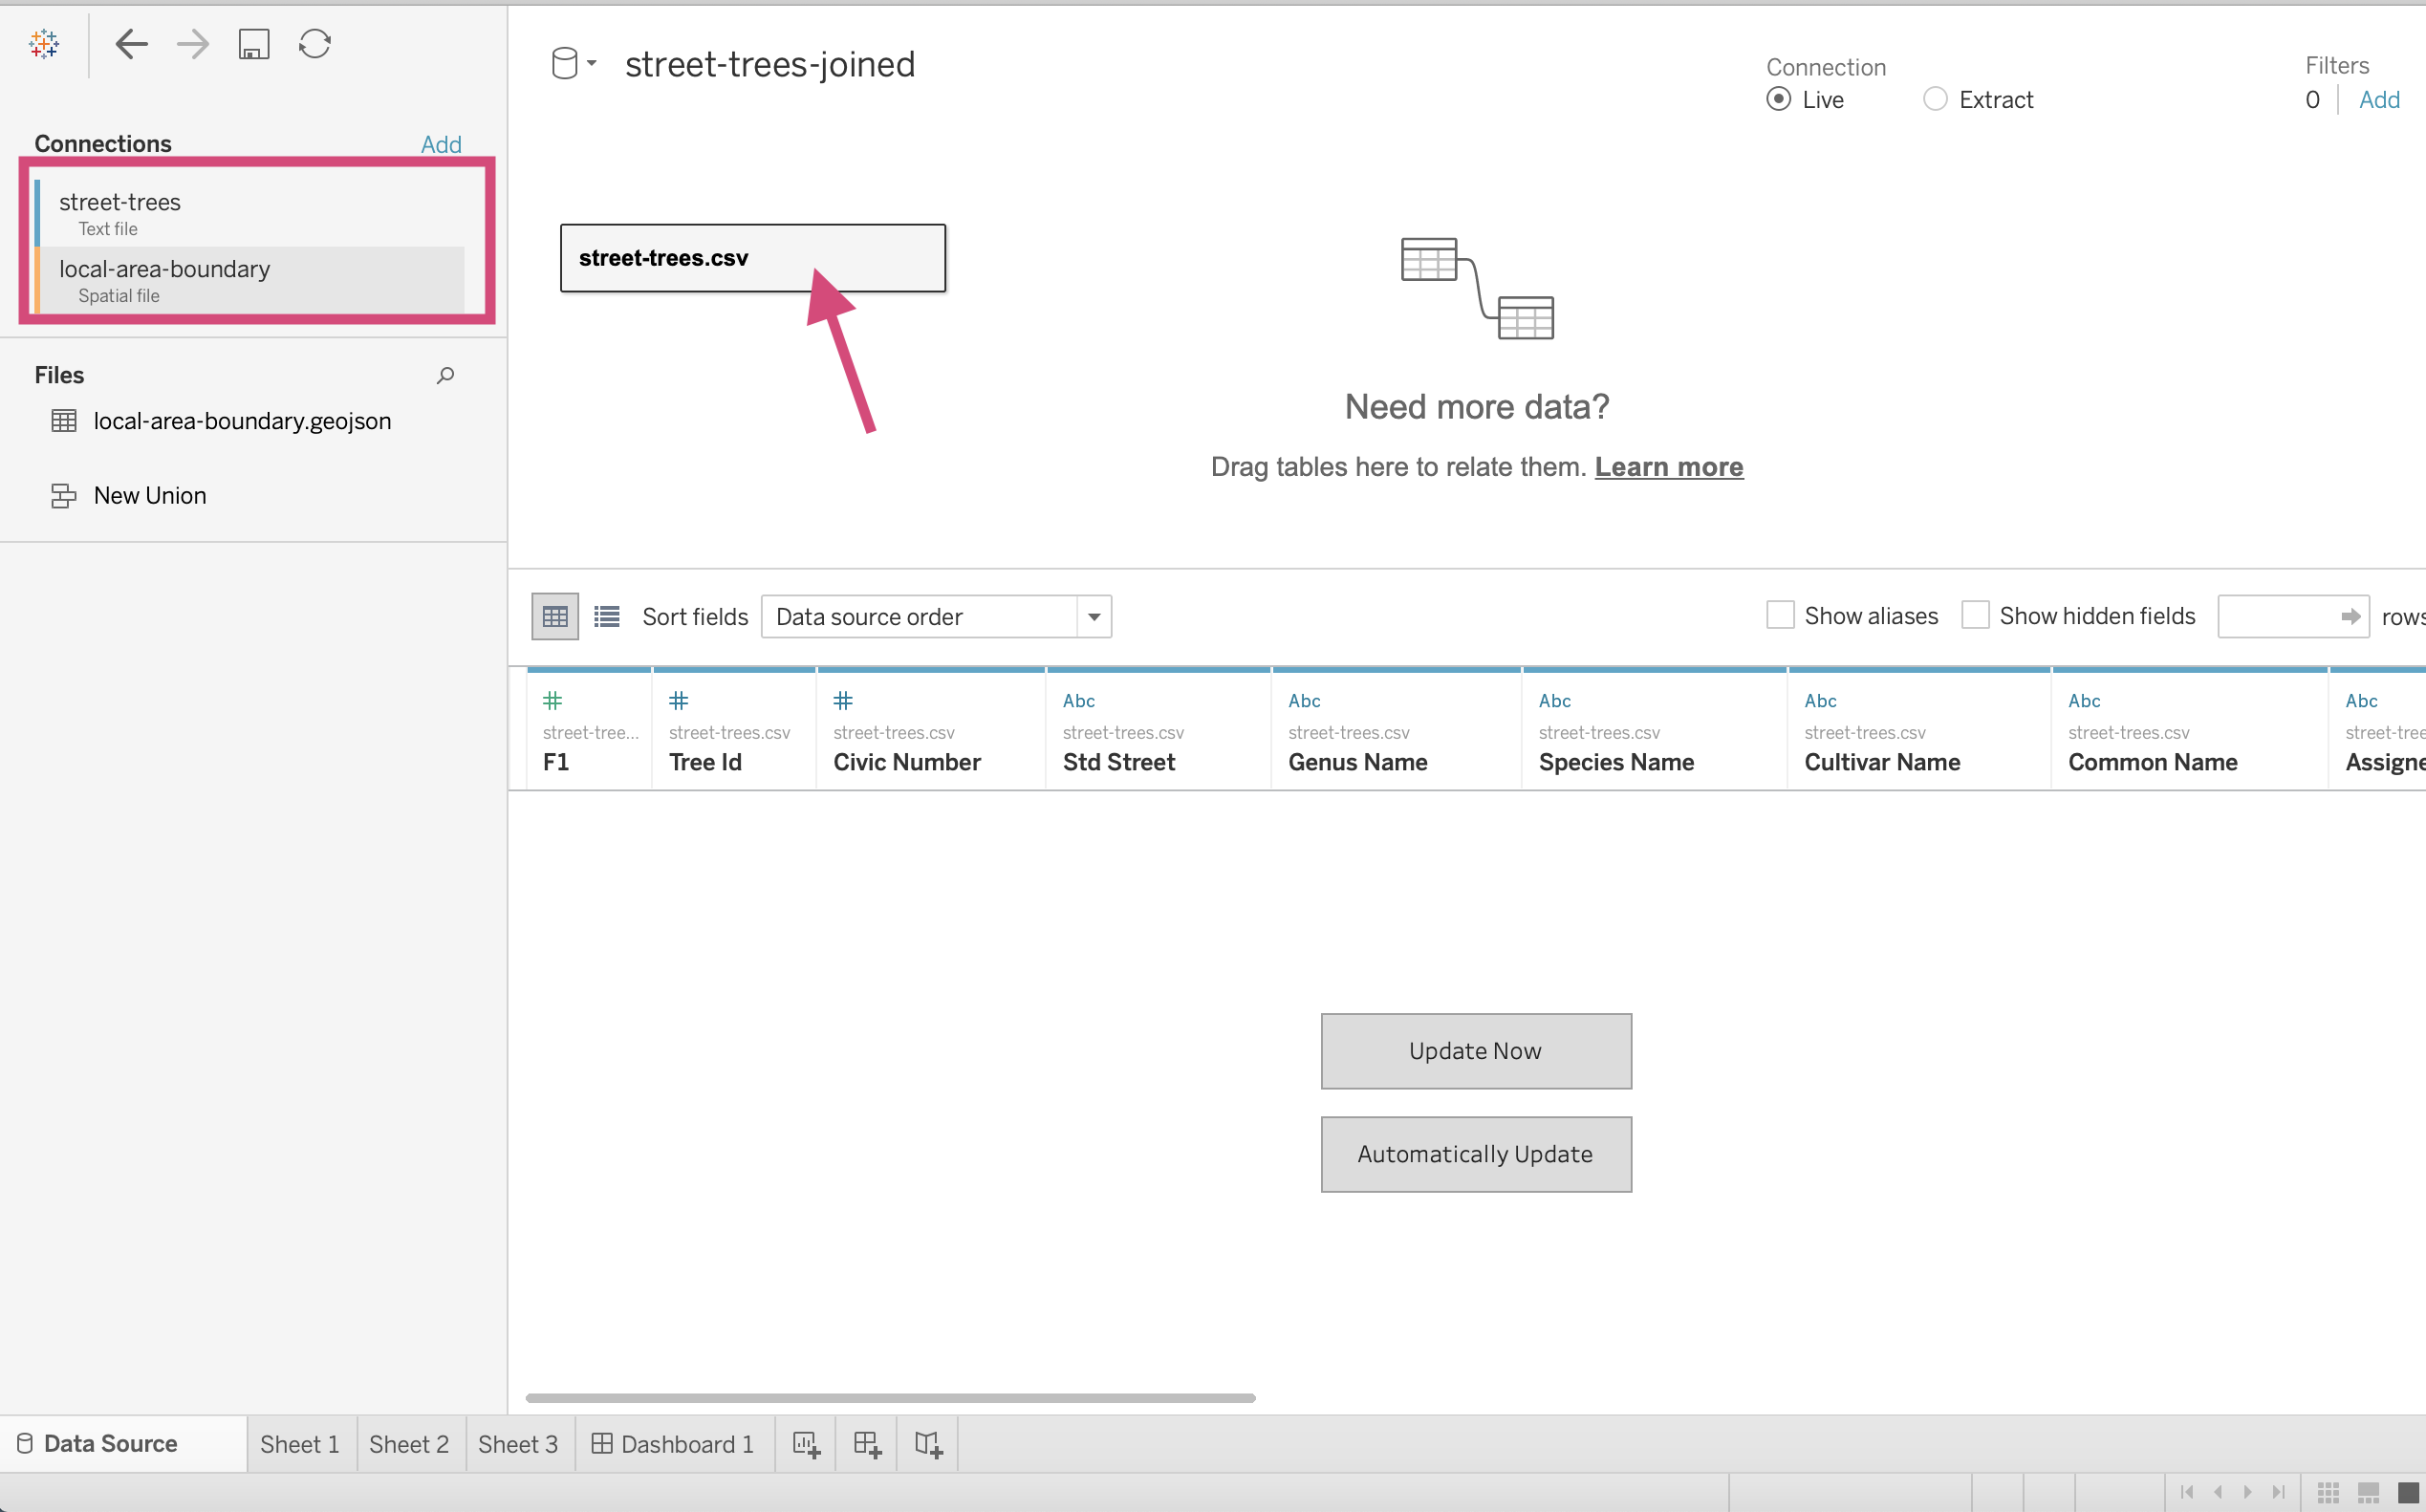 street-trees-joined
Connection
Live
Extract
Filters
0
Add
Connections
Add
street-trees
Text file
local-area-boundary
Spatial file
Files
local-area-boundary.geojson
New Union
street-trees.csv
Need more data?
Drag tables here to relate them. Learn more
Sort fields
Data source order
Show aliases
Show hidden fields
rows
Abc
Abc
Abc
Abc
Abc
Abc
street-tree...
street-trees.csv
street-trees.csv
street-trees.csv
street-trees.csv
street-trees.csv
street-trees.csv
street-trees.csv
street-tree
F1
Tree Id
Civic Number
Std Street
Genus Name
Species Name
Cultivar Name
Common Name
Assigne
Update Now
Automatically Update
Data Source
Sheet 1
Sheet 2
Sheet 3
Dashboard 1